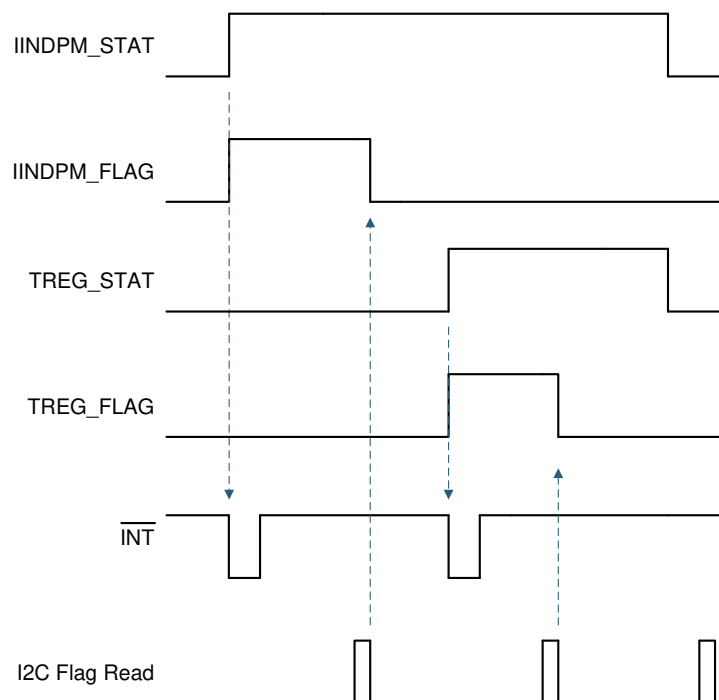 IINDPM_STAT
IINDPM_FLAG
TREG_STAT
TREG_FLAG
INT
I2C Flag Read